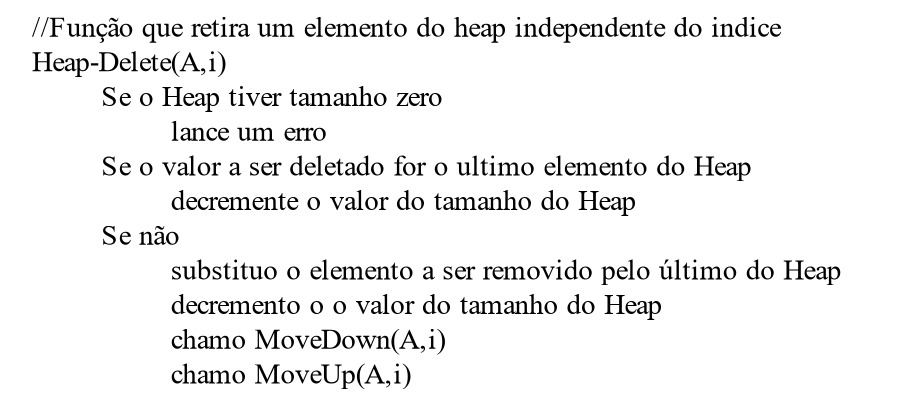 //Função que retira um elemento do heap independente do indice
Heap-Delete(A,i)
Se o Heap tiver tamanho zero
lance um erro
Se o valor a ser deletado for o ultimo elemento do Heap
decremente o valor do tamanho do Heap
Se não
substituo o elemento a ser removido pelo último do Heap
decremento o o valor do tamanho do Heap
chamo MoveDown(A,i)
chamo MoveUp(A,i)